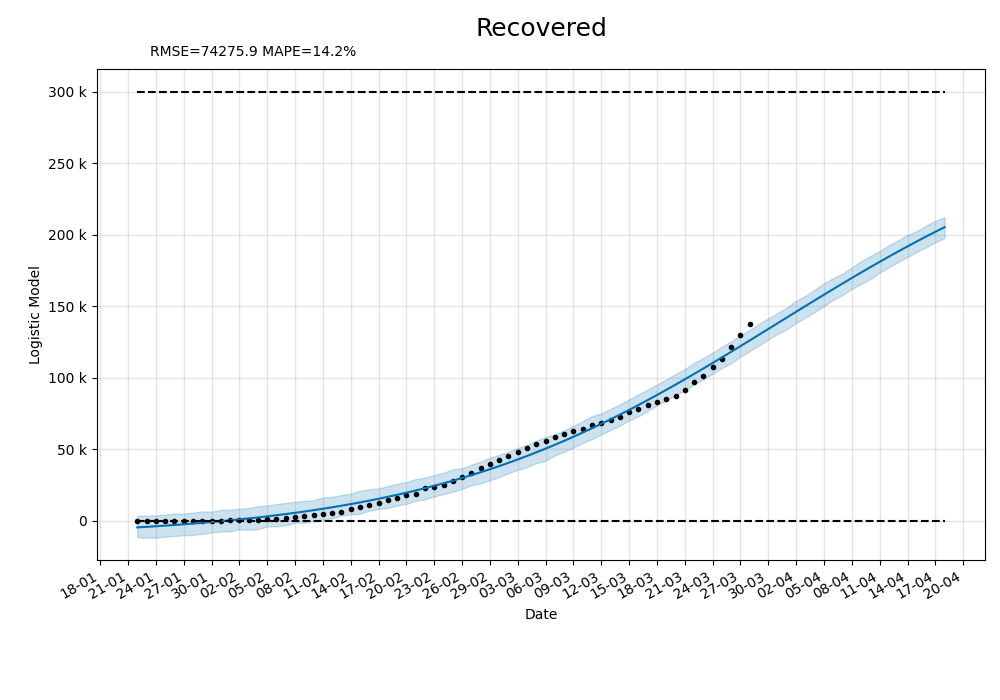 Recovered
RMSE=74275.9 MAPE=14.2%
Logistic Model
300 k
250 k
200 k
150 k
100 k
50 k
0
18-01 21-01 24-01 27-01 30-01 02-02 05-02 08-02 11-02 14-02 17-02 20-02 23-02 26-02 29-02 03-03 06-03 09-03 12-03 15-03 18-03 21-03 24-03 27-03 30-03 02-04 05-04 08-04 11-04 14-04 17-04 20-04
Date